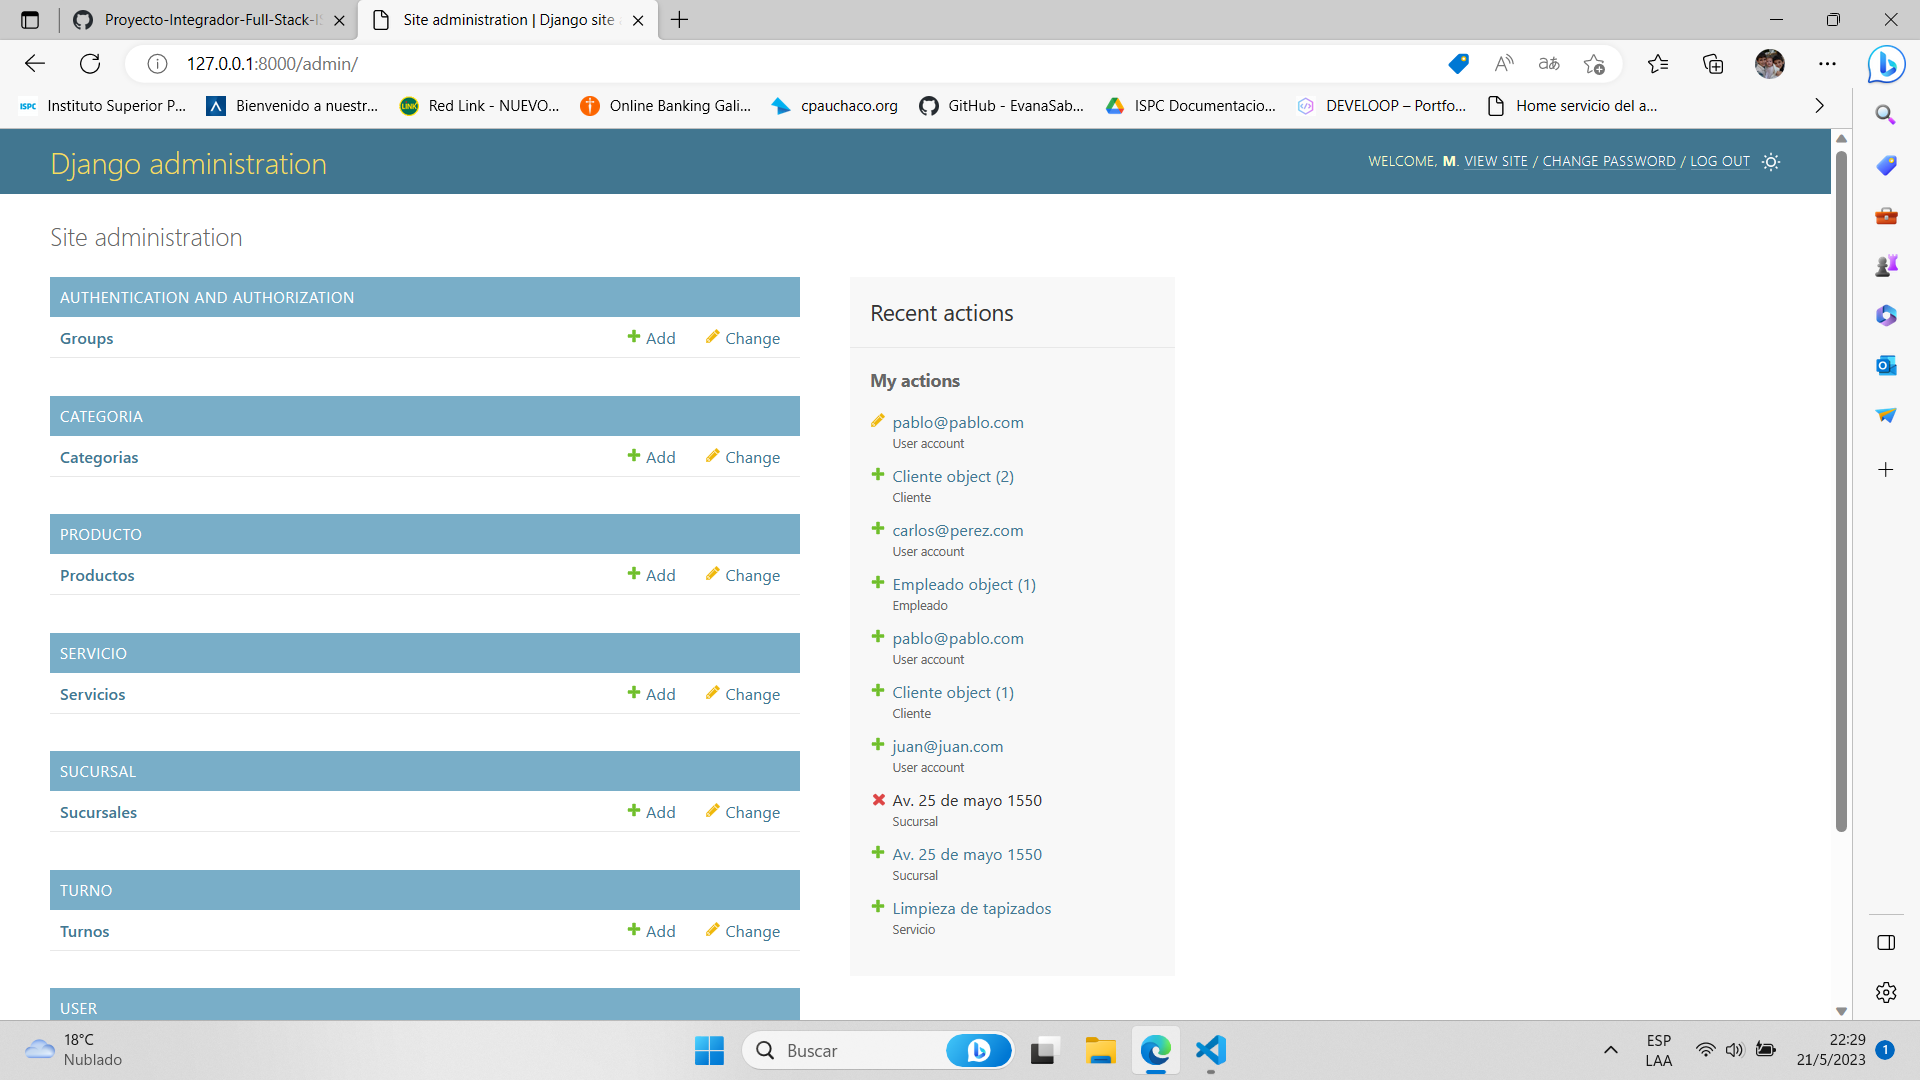 Proyecto-Integrador-Full-Stack-I
Site administration | Django site
127.0.0.1:8000/admin/
Instituto Superior P...
Bienvenido a nuestr...
Red Link - NUEVO...
Online Banking Gali...
cpauchaco.org
GitHub - EvanaSab...
ISPC Documentacio...
DEVELOOP – Portfo...
Home servicio del a...
Django administration
WELCOME, M. VIEW SITE / CHANGE PASSWORD / LOG OUT
Site administration
AUTHENTICATION AND AUTHORIZATION
Groups Add Change
CATEGORIA
Categorias Add Change
PRODUCTO
Productos Add Change
SERVICIO
Servicios Add Change
SUCURSAL
Sucursales Add Change
TURNO
Turnos Add Change
USER
Recent actions
My actions
pablo@pablo.com
User account
Cliente object (2)
Cliente
carlos@perez.com
User account
Empleado object (1)
Empleado
pablo@pablo.com
User account
Cliente object (1)
Cliente
juan@juan.com
User account
Av. 25 de mayo 1550
Sucursal
Av. 25 de mayo 1550
Sucursal
Limpieza de tapizados
Servicio
18°C
Nublado
Buscar
ESP
LAA
22:29
21/5/2023
1